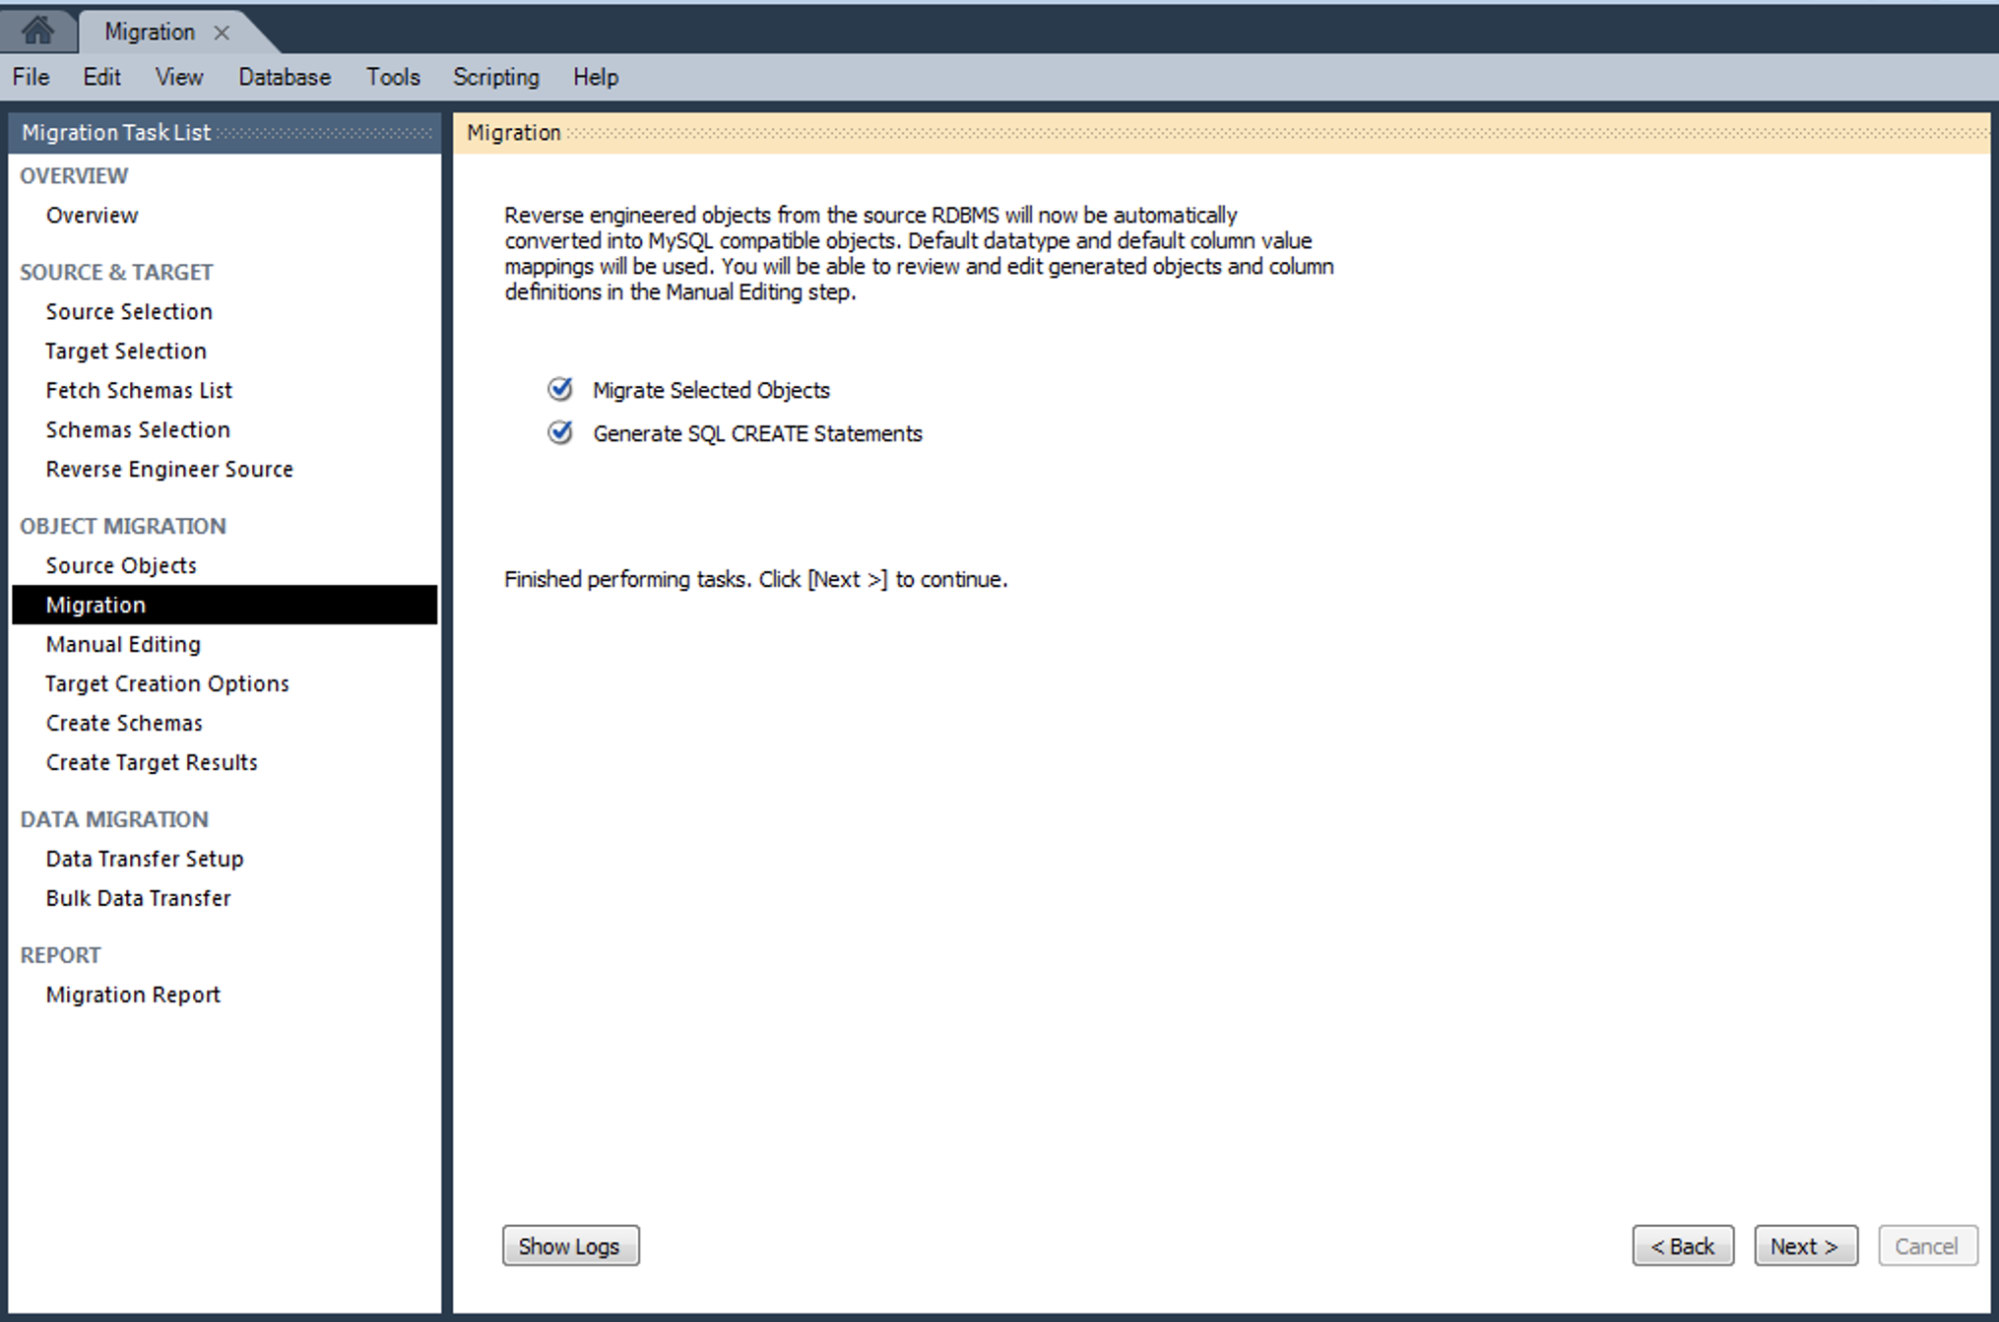 Migration
File Edit View Database Tools Scripting Help
Migration Task List
OVERVIEW
Overview
SOURCE & TARGET
Source Selection
Target Selection
Fetch Schemas List
Schemas Selection
Reverse Engineer Source
OBJECT MIGRATION
Source Objects
Migration
Manual Editing
Target Creation Options
Create Schemas
Create Target Results
DATA MIGRATION
Data Transfer Setup
Bulk Data Transfer
REPORT
Migration Report
Migration
Reverse engineered objects from the source RDBMS will now be automatically
converted into MySQL compatible objects. Default datatype and default column value
mappings will be used. You will be able to review and edit generated objects and column
definitions in the Manual Editing step.
Migrate Selected Objects
Generate SQL CREATE Statements
Finished performing tasks. Click [Next >] to continue.
Show Logs
< Back Next > Cancel